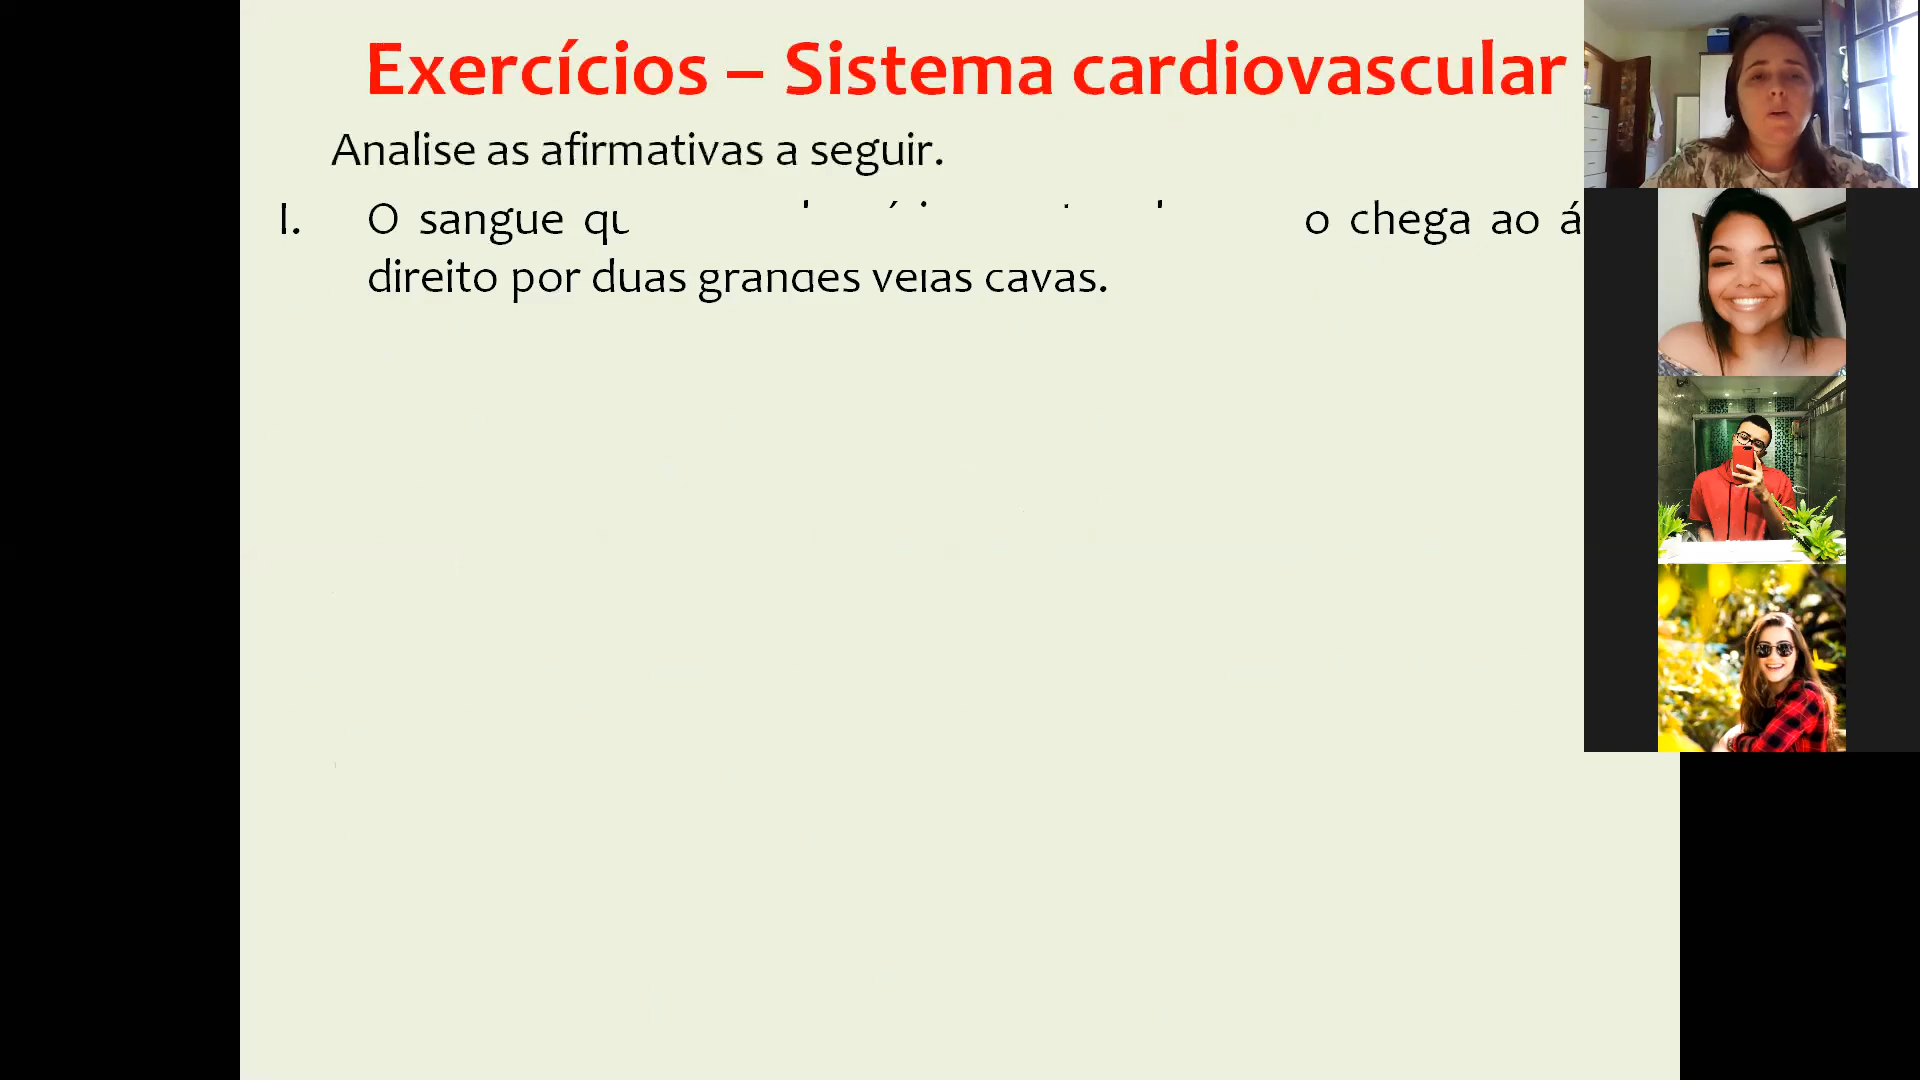 Exercícios – Sistema cardiovascular
Analise as afirmativas a seguir.
I. O sangue o chega ao
direito por duas grandes veias cavas.